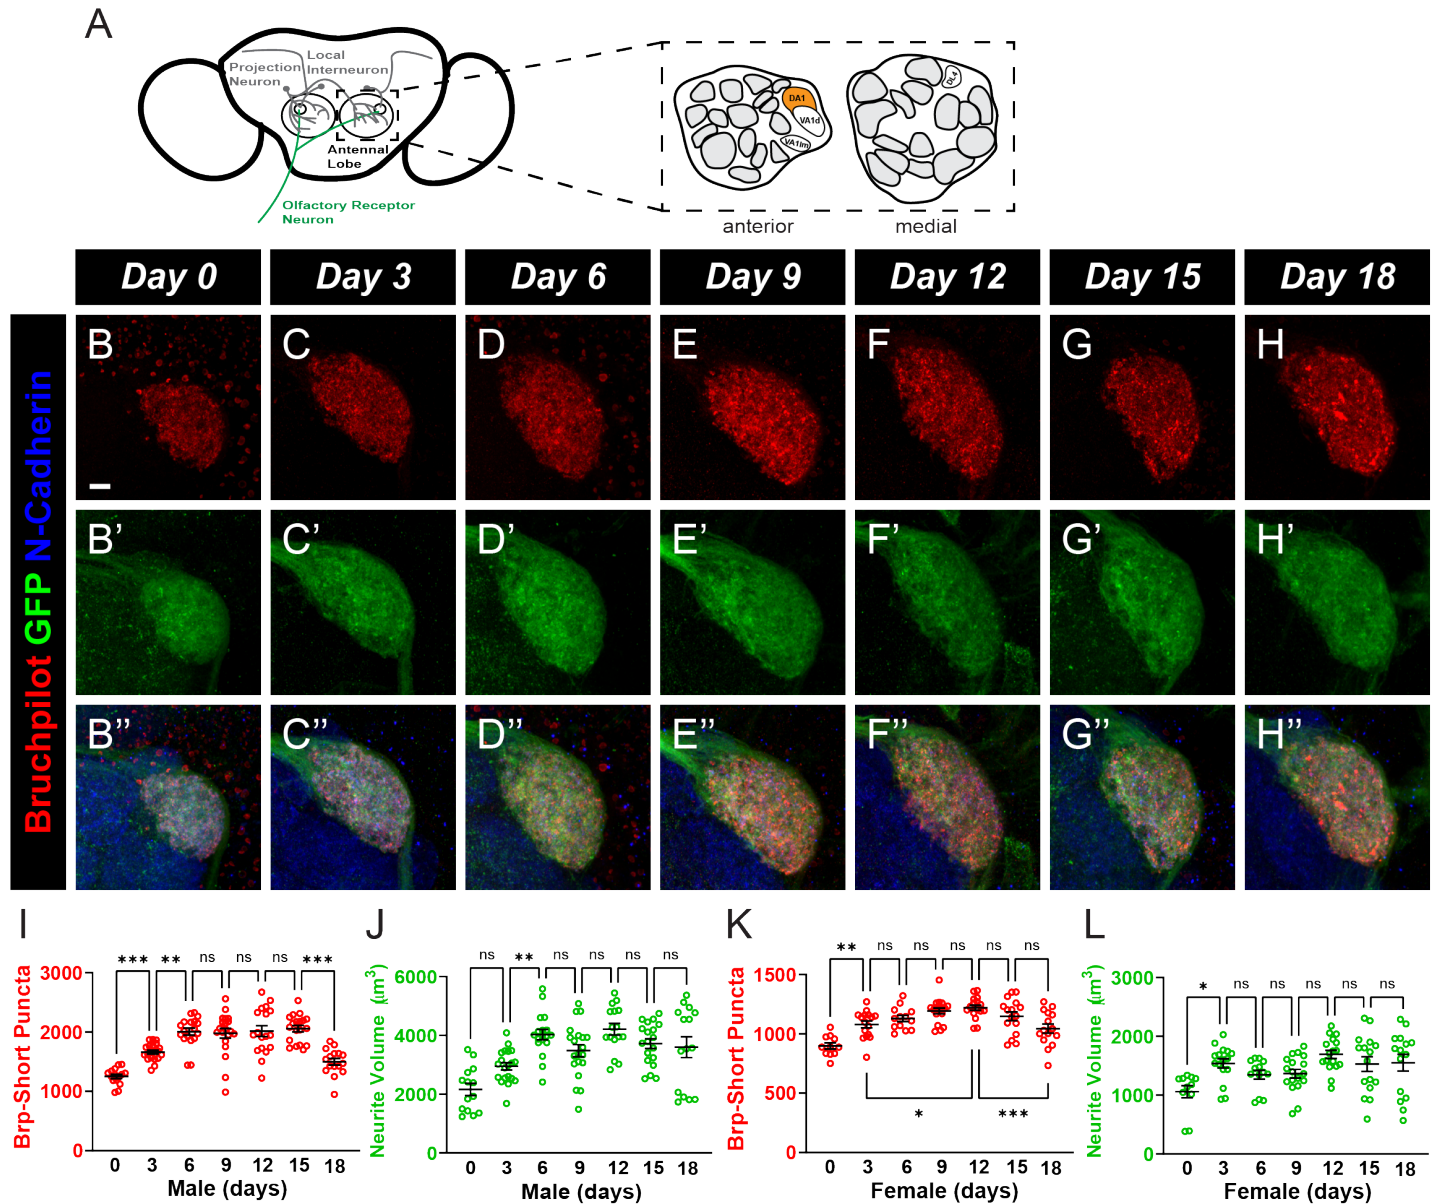 A
Local
Projection Interneuron
Neuron
Antennal
Lobe
Olfactory Receptor
Neuron
DA1
VA1d
VA1lm
DL4
anterior
medial
Day 0
Day 3
Day 6
Day 9
Day 12
Day 15
Day 18
Bruchpilot GFP N-Cadherin
B
C
D
E
F
G
H
B’
C’
D’
E’
F’
G’
H’
B’’
C’’
D’’
E’’
F’’
G’’
H’’
I
Brp-Short Puncta
*** ** ns ns ns ***
3000
2000
1000
0
0 3 6 9 12 15 18
Male (days)
J
Neurite Volume (µm³)
ns ** ns ns ns ns
6000
4000
2000
0
0 3 6 9 12 15 18
Male (days)
K
Brp-Short Puncta
** ns ns ns ns ns
1500
1000
500
0
* ***
0 3 6 9 12 15 18
Female (days)
L
Neurite Volume (µm³)
* ns ns ns ns ns
3000
2000
1000
0
0 3 6 9 12 15 18
Female (days)